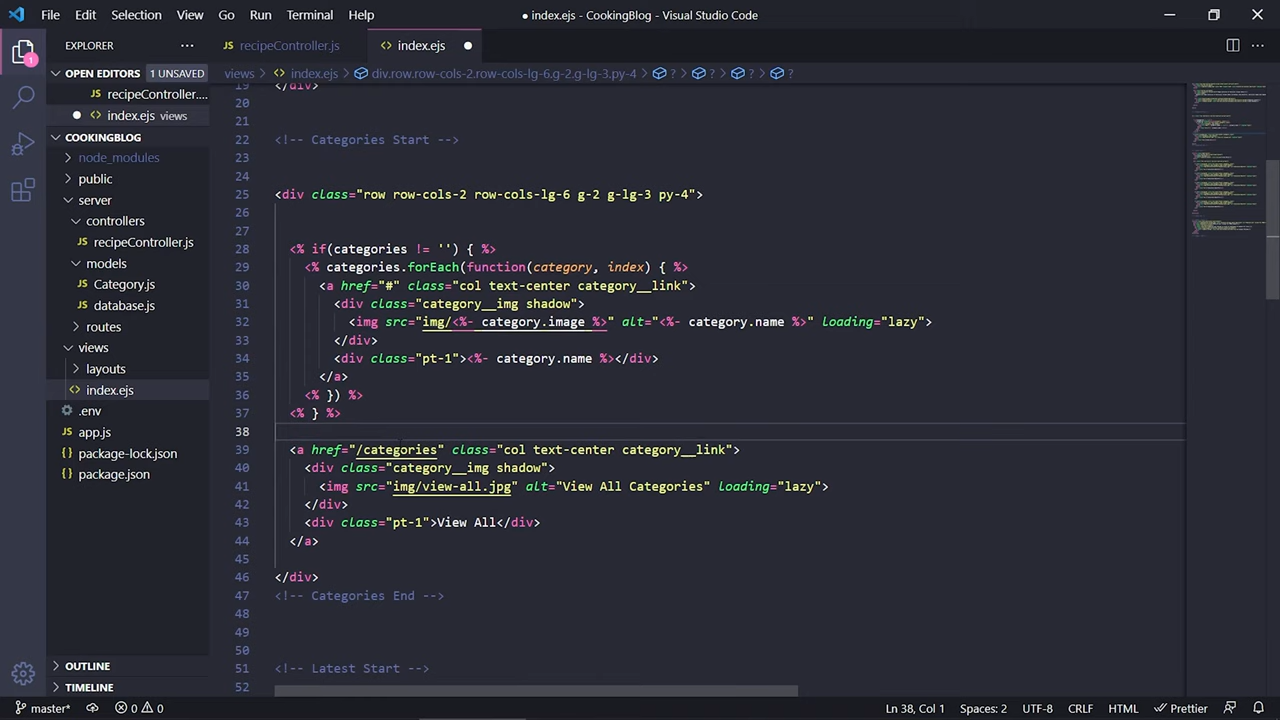 File Edit Selection View Go Run Terminal Help
● index.ejs - CookingBlog - Visual Studio Code
EXPLORER
recipeController.js
index.ejs
OPEN EDITORS 1 UNSAVED
views > index.ejs > div.row.row-cols-2.row-cols-lg-6.g-2.g-lg-3.py-4 > ? > ? > ? > ?
recipeController....
index.ejs views
COOKINGBLOG
node_modules
public
server
controllers
recipeController.js
models
Category.js
database.js
routes
views
layouts
index.ejs
.env
app.js
package-lock.json
package.json
OUTLINE
TIMELINE
19 </div>
20
21
22 <!-- Categories Start -->
23
24
25 <div class="row row-cols-2 row-cols-lg-6 g-2 g-lg-3 py-4">
26
27
28 <% if(categories != '') { %>
29 <% categories.forEach(function(category, index) { %>
30 <a href="#" class="col text-center category__link">
31 <div class="category__img shadow">
32 <img src="img/<%- category.image %>" alt="<%- category.name %>" loading="lazy">
33 </div>
34 <div class="pt-1"><%- category.name %></div>
35 </a>
36 <% }) %>
37 <% } %>
38
39 <a href="/categories" class="col text-center category__link">
40 <div class="category__img shadow">
41 <img src="img/view-all.jpg" alt="View All Categories" loading="lazy">
42 </div>
43 <div class="pt-1">View All</div>
44 </a>
45
46 </div>
47 <!-- Categories End -->
48
49
50
51 <!-- Latest Start -->
52
1
master* 0 0 Ln 38, Col 1 Spaces: 2 UTF-8 CRLF HTML Prettier